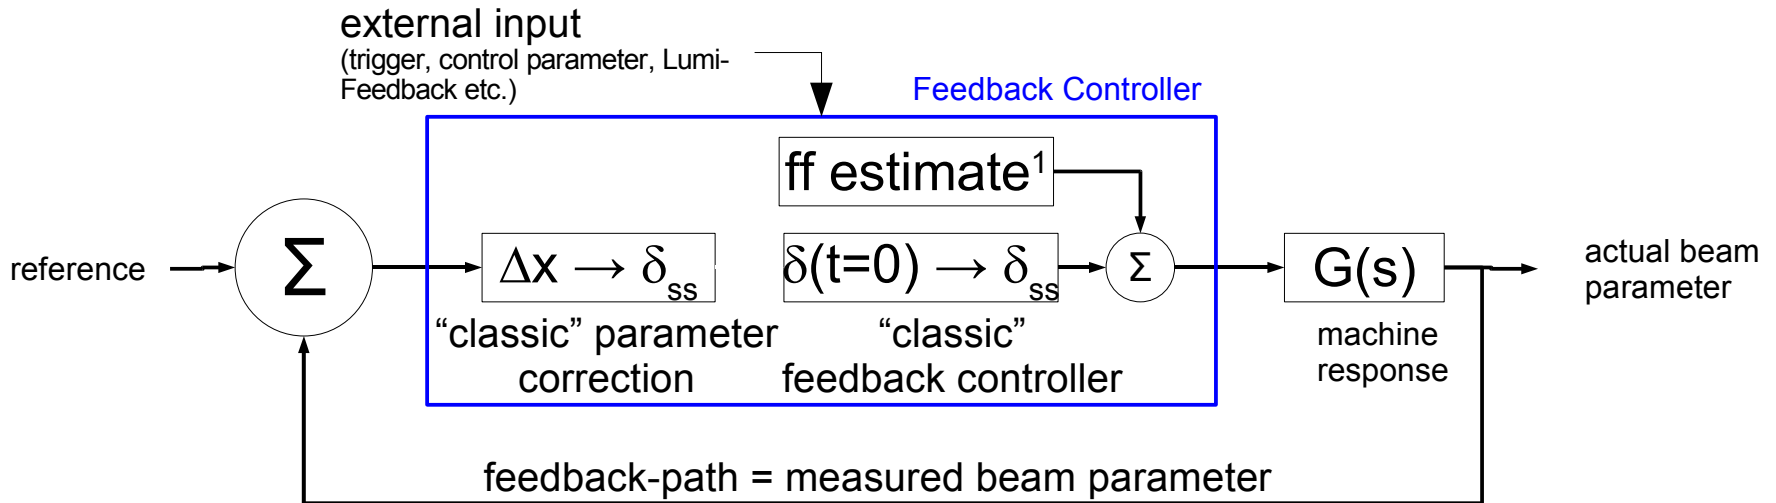 external input
(trigger, control parameter, Lumi-
Feedback etc.)
Feedback Controller
ff estimate¹
reference
Σ
Δx → δss
δ(t=0) → δss
Σ
G(s)
actual beam
parameter
“classic” parameter
correction
“classic”
feedback controller
machine
response
feedback-path = measured beam parameter